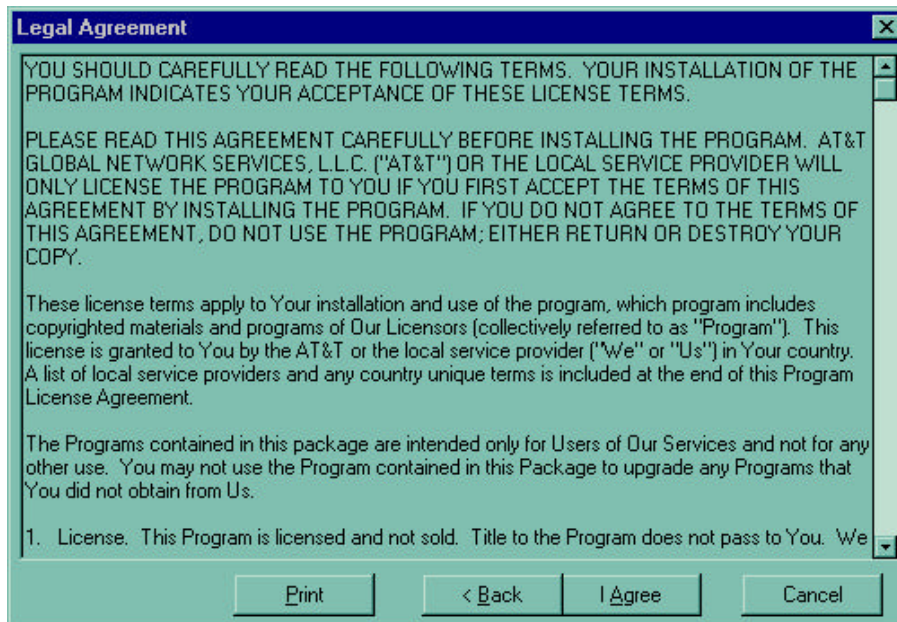 Legal Agreement
YOU SHOULD CAREFULLY READ THE FOLLOWING TERMS.  YOUR INSTALLATION OF THE
PROGRAM INDICATES YOUR ACCEPTANCE OF THESE LICENSE TERMS.
PLEASE READ THIS AGREEMENT CAREFULLY BEFORE INSTALLING THE PROGRAM.  AT&T
GLOBAL NETWORK SERVICES, L.L.C. ("AT&T") OR THE LOCAL SERVICE PROVIDER WILL
ONLY LICENSE THE PROGRAM TO YOU IF YOU FIRST ACCEPT THE TERMS OF THIS
AGREEMENT BY INSTALLING THE PROGRAM.  IF YOU DO NOT AGREE TO THE TERMS OF
THIS AGREEMENT, DO NOT USE THE PROGRAM; EITHER RETURN OR DESTROY YOUR
COPY.
These license terms apply to Your installation and use of the program, which program includes
copyrighted materials and programs of Our Licensors (collectively referred to as "Program").  This
license is granted to You by the AT&T or the local service provider ("We" or "Us") in Your country.
A list of local service providers and any country unique terms is included at the end of this Program
License Agreement.
The Programs contained in this package are intended only for Users of Our Services and not for any
other use.  You may not use the Program contained in this Package to upgrade any Programs that
You did not obtain from Us.
1.  License.  This Program is licensed and not sold.  Title to the Program does not pass to You.  We
Print
< Back
I Agree
Cancel